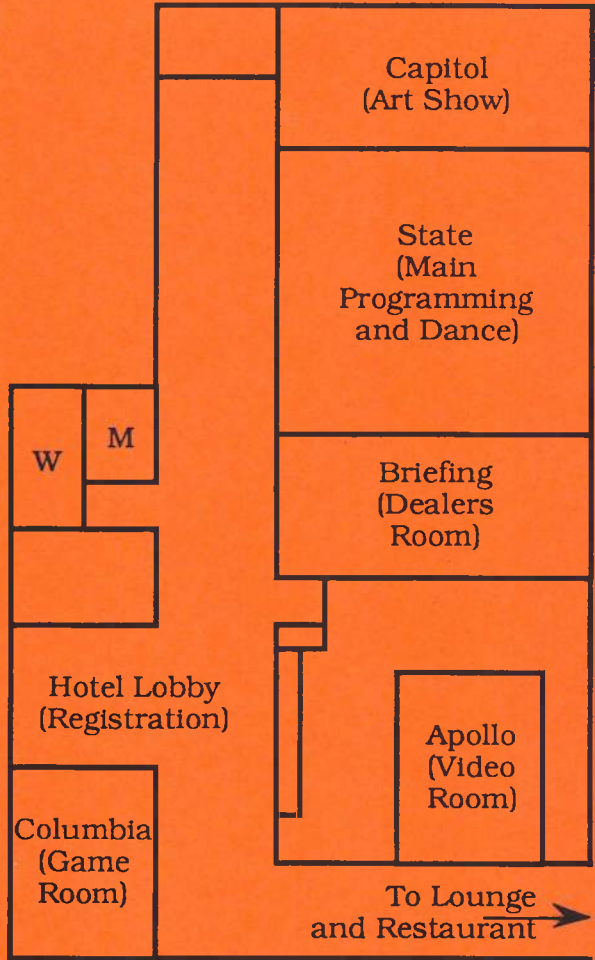 Capitol
(Art Show)
State
(Main
Programming
and Dance)
W
M
Briefing
(Dealers
Room)
Hotel Lobby
(Registration)
Apollo
(Video
Room)
Columbia
(Game
Room)
To Lounge
and Restaurant